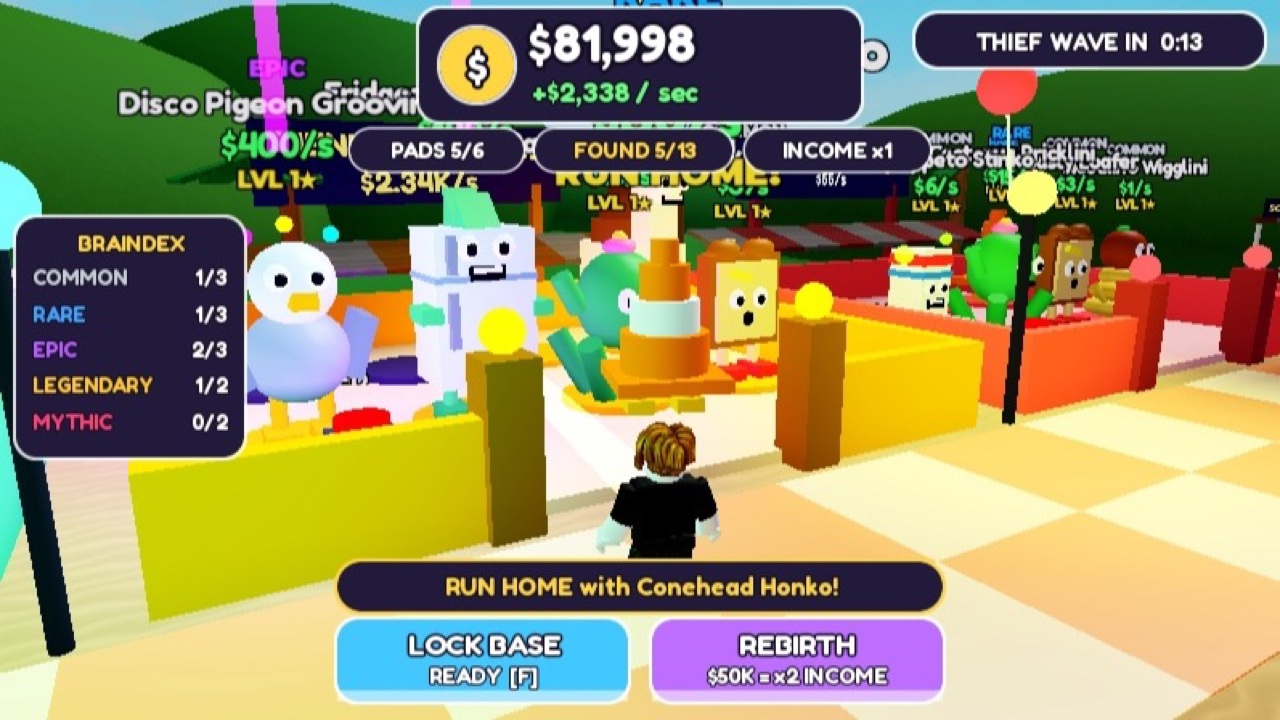 $81,998
+$2,338 / sec
THIEF WAVE IN 0:13
PADS 5/6
FOUND 5/13
INCOME x1
EPIC
Disco Pigeon Groovin
$400/s
LVL 1★
$2.34K/s
RUN HOME!
LVL 1★
LVL 1★
$65/s
RARE
COMMON
Wigglini
$6/s
LVL 1★
$3/s
LVL 1★
$1/s
LVL 1★
BRAINDEX
COMMON 1/3
RARE 1/3
EPIC 2/3
LEGENDARY 1/2
MYTHIC 0/2
RUN HOME with Conehead Honko!
LOCK BASE
READY [F]
REBIRTH
$50K = x2 INCOME